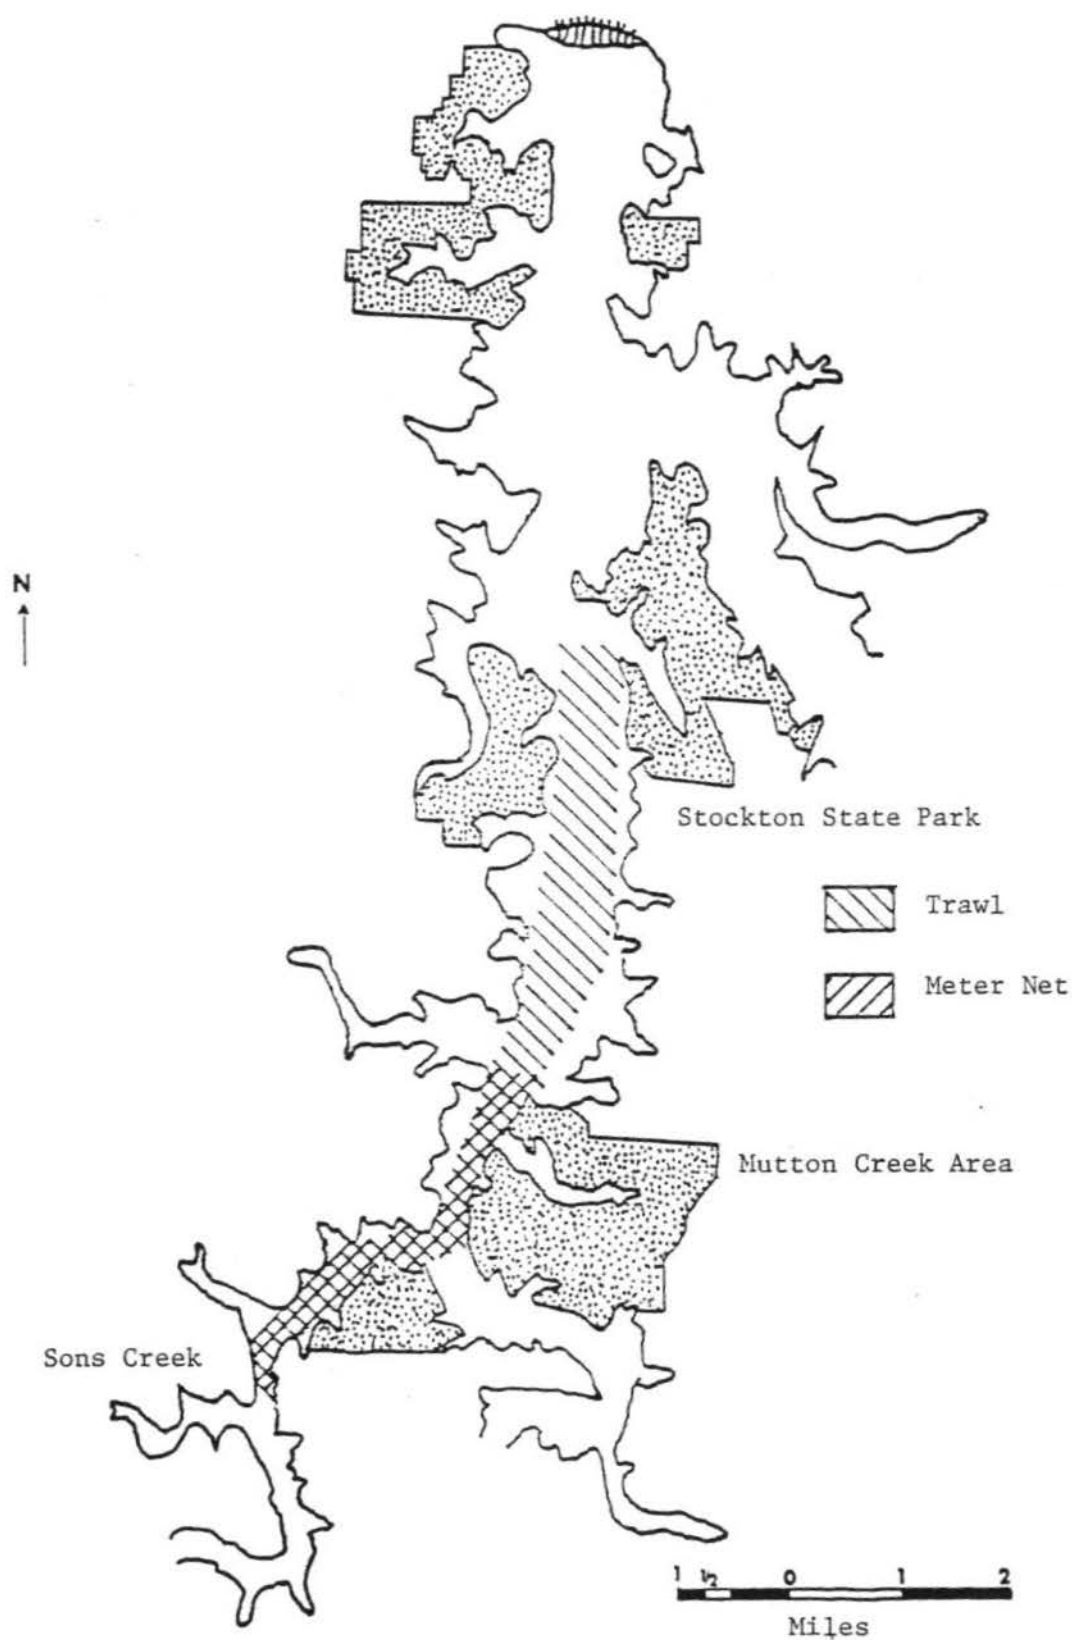 N
Stockton State Park
Trawl
Meter Net
Mutton Creek Area
Sons Creek
1 1/2 0 1 2
Miles